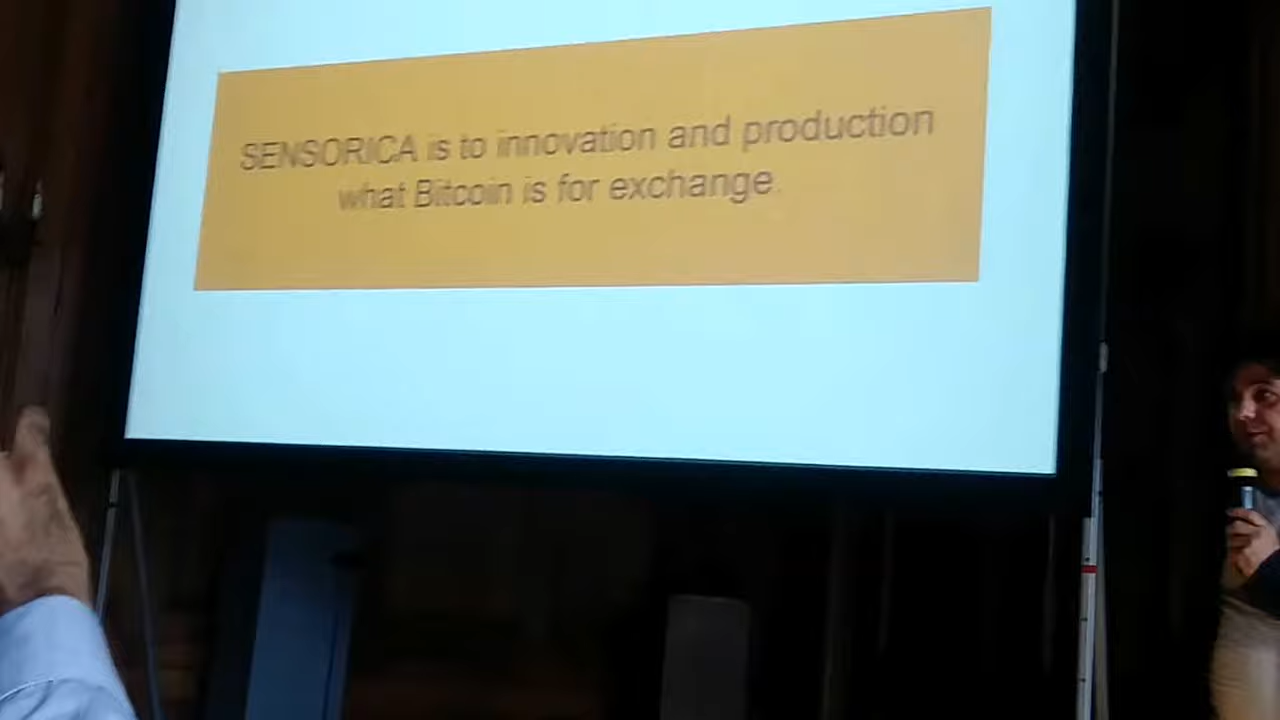 SENSORICA is to innovation and production
what Bitcoin is for exchange.